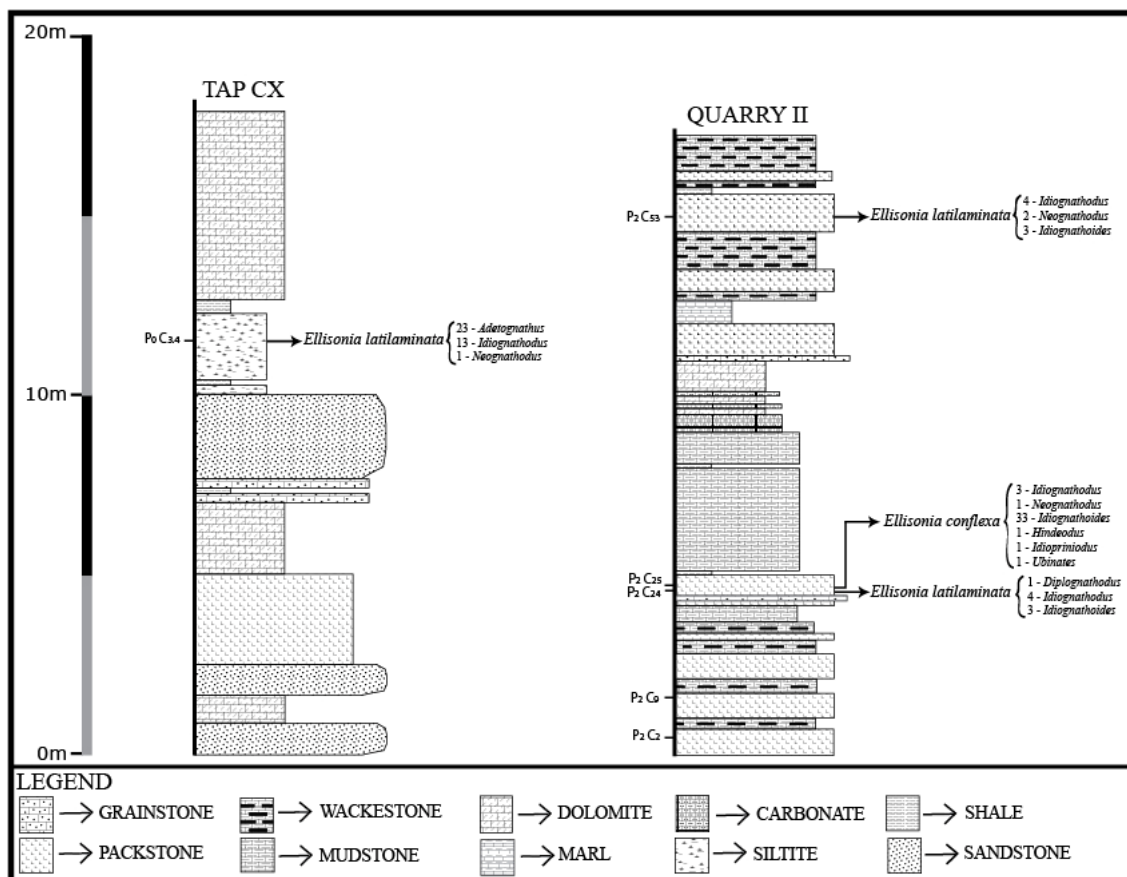 20m
10m
0m
TAP CX
P₀ C₃.₄
Ellisonia latilaminata
23 - Adetognathus
13 - Idiognathodus
1 - Neognathodus
QUARRY II
P₂ C₅₃
Ellisonia latilaminata
4 - Idiognathodus
2 - Neognathodus
3 - Idiognathoides
P₂ C₂₅
Ellisonia conflexa
3 - Idiognathodus
1 - Neognathodus
33 - Idiognathoides
1 - Hindeodus
1 - Idiopriniodus
1 - Ubinates
P₂ C₂₄
Ellisonia latilaminata
1 - Diplognathodus
4 - Idiognathodus
3 - Idiognathoides
P₂ C₉
P₂ C₂
LEGEND
GRAINSTONE
WACKESTONE
DOLOMITE
CARBONATE
SHALE
PACKSTONE
MUDSTONE
MARL
SILTITE
SANDSTONE